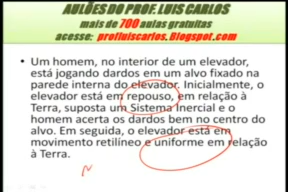 AULÕES DO PROF. LUIS CARLOS
mais de 700 aulas gratuitas
acesse: profluiscarlos.Blogspot.com
• Um homem, no interior de um elevador,
está jogando dardos em um alvo fixado na
parede interna do elevador. Inicialmente, o
elevador está em repouso, em relação à
Terra, suposta um Sistema Inercial e o
homem acerta os dardos bem no centro do
alvo. Em seguida, o elevador está em
movimento retilíneo e uniforme em relação
à Terra.